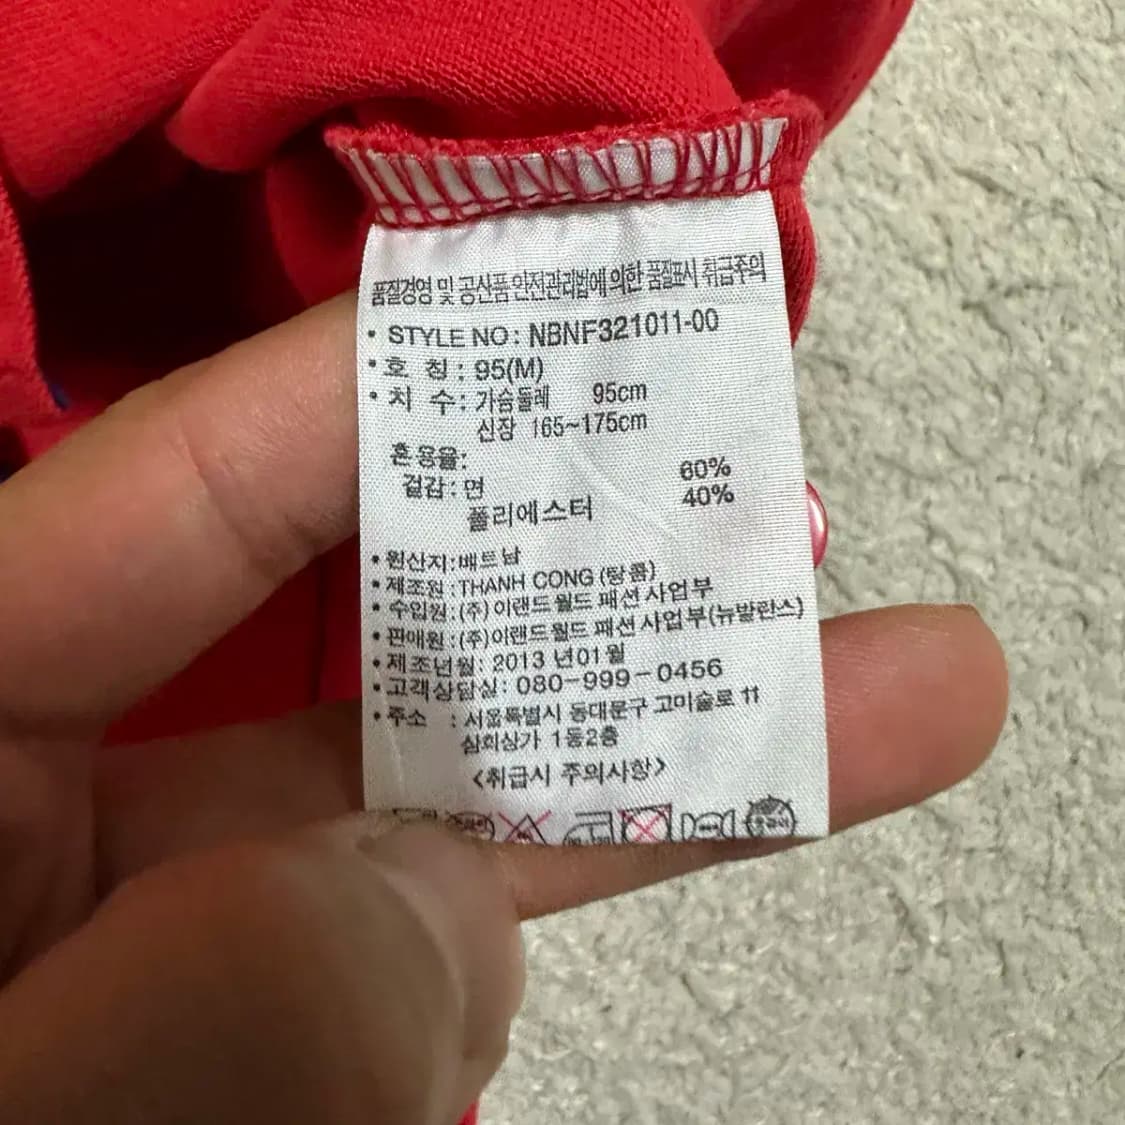 품질경영 및 공산품 안전관리법에 의한 품질표시 취급주의
• STYLE NO: NBNF321011-00
• 호 칭: 95(M)
• 치 수: 가슴둘레 95cm
신장 165~175cm
혼용율:
겉감: 면 60%
폴리에스터 40%
• 원산지:베트남
• 제조원:THANH CONG (탕콤)
• 수입원:(주)이랜드월드 패션사업부
• 판매원:(주)이랜드월드 패션사업부(뉴발란스)
• 제조년월: 2013 년01월
• 고객상담실: 080-999-0456
• 주소 : 서울특별시 동대문구 고미술로 11
삼희상가 1동2층
<취급시 주의사항>